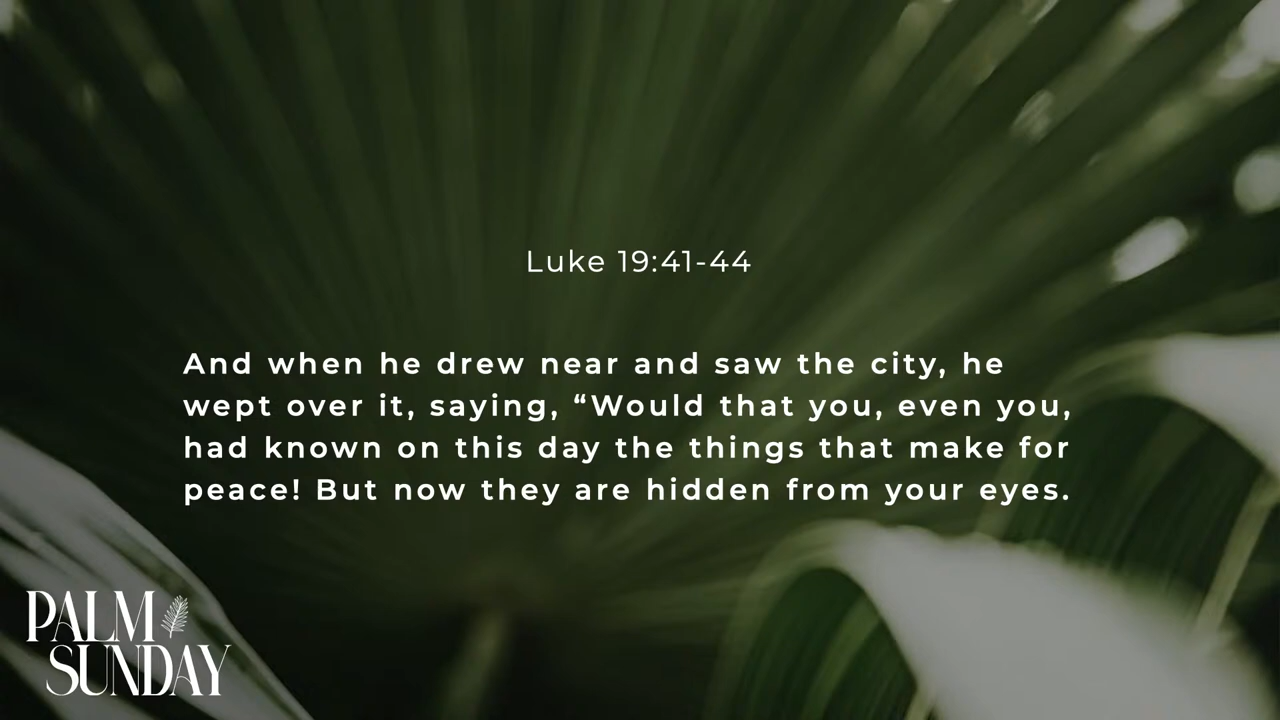 Luke 19:41-44
And when he drew near and saw the city, he
wept over it, saying, “Would that you, even you,
had known on this day the things that make for
peace! But now they are hidden from your eyes.
PALM
SUNDAY